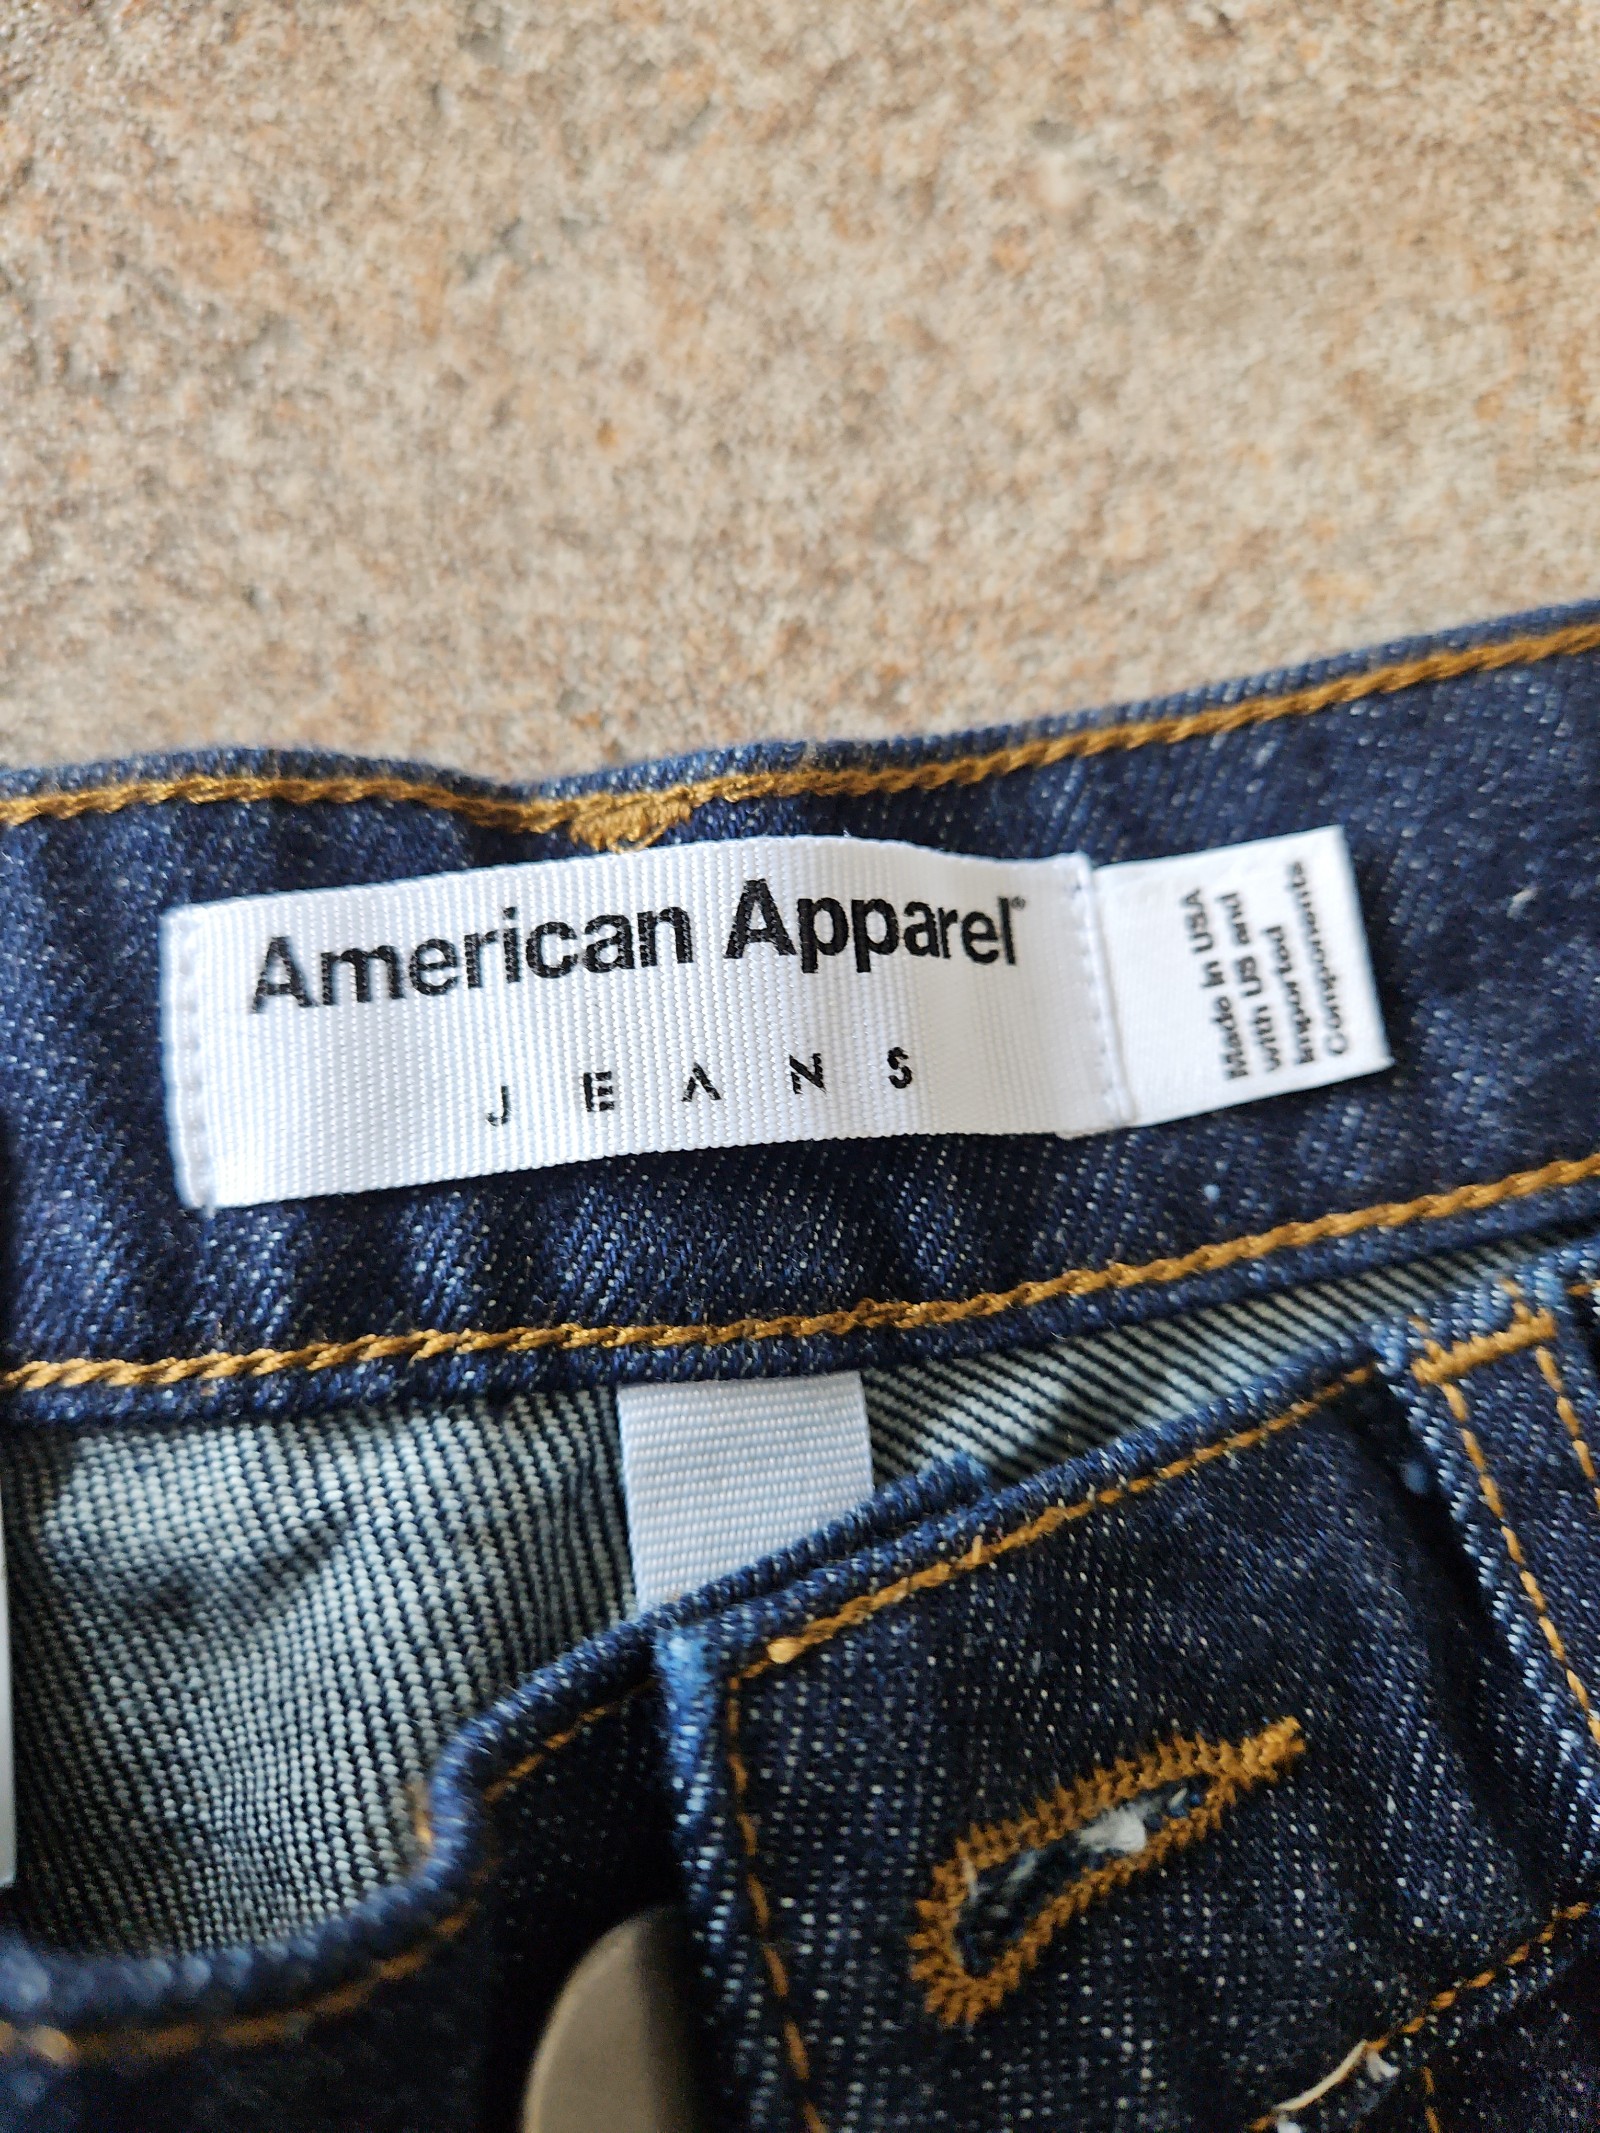 American Apparel®
JEANS
Made in USA
with US and
Imported
Components